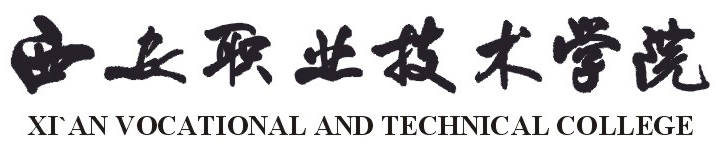 西安职业技术学院
XI`AN VOCATIONAL AND TECHNICAL COLLEGE